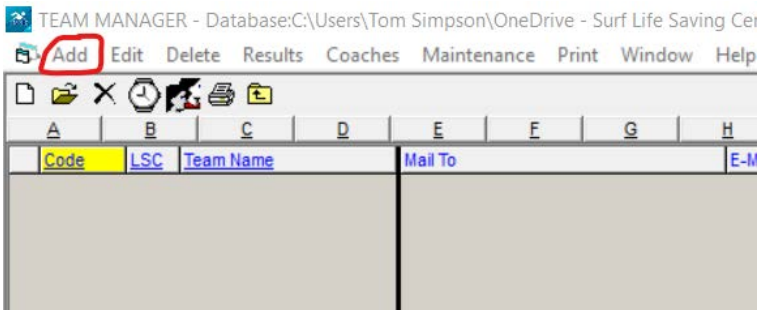 TEAM MANAGER - Database:C:\Users\Tom Simpson\OneDrive - Surf Life Saving Cer
Add Edit Delete Results Coaches Maintenance Print Window Help
A B C D E F G H
Code LSC Team Name Mail To E-M